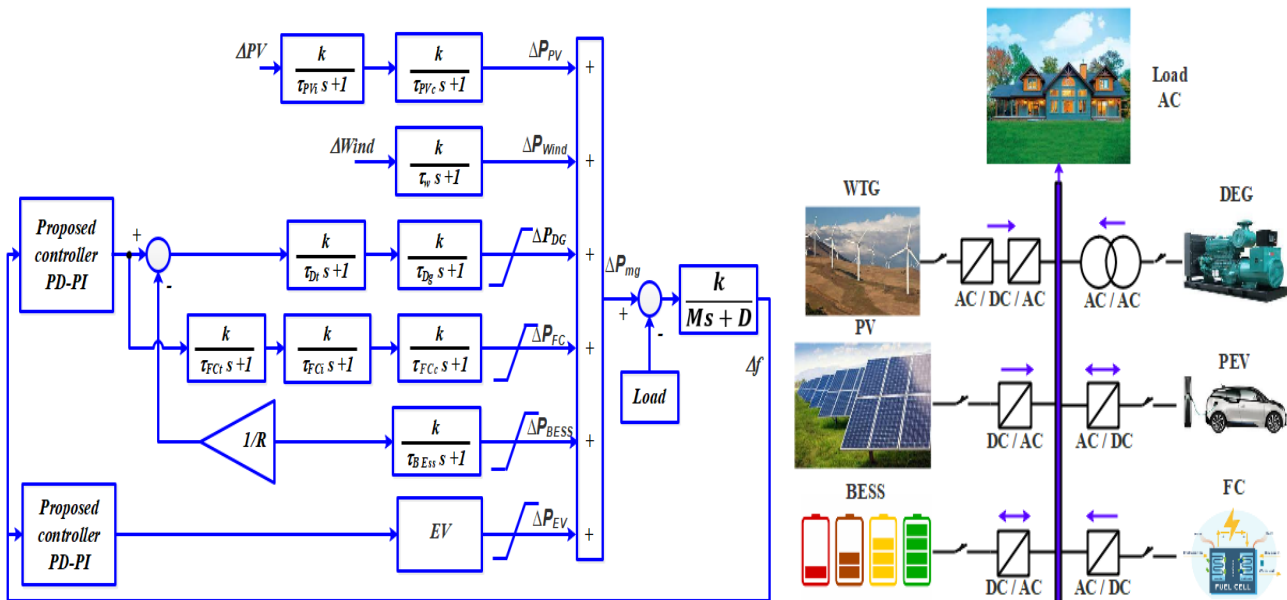 ΔPV
k
τPVi s+1
k
τPVc s+1
ΔPPV
+
ΔWind
k
τw s+1
ΔPWind
+
Proposed
controller
PD-PI
+
-
k
τDt s+1
k
τDg s+1
ΔPDG
+
k
τFCt s+1
k
τFCi s+1
k
τFCc s+1
ΔPFC
+
1/R
k
τBEss s+1
ΔPBESS
+
Proposed
controller
PD-PI
EV
ΔPEV
+
ΔPmg
+
-
Load
k
Ms + D
Δf
Load
AC
WTG
AC / DC / AC
DEG
AC / AC
PV
DC / AC
PEV
AC / DC
BESS
DC / AC
FC
AC / DC
FUEL CELL